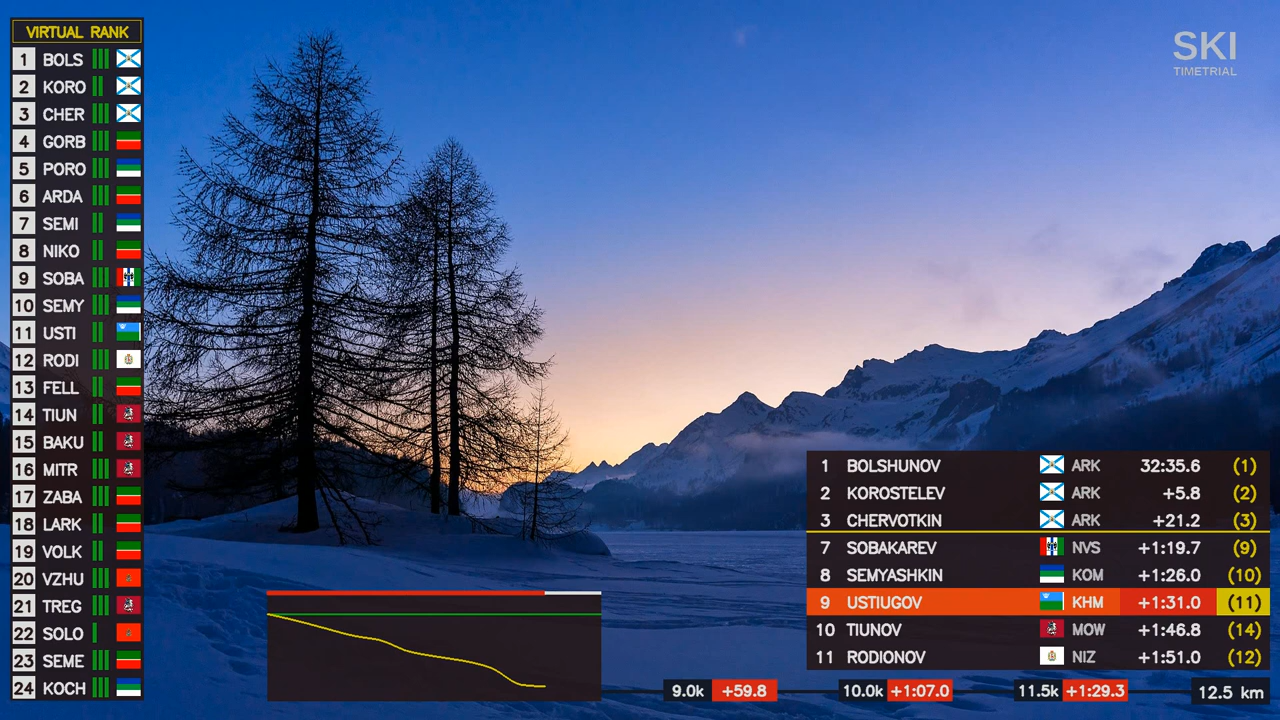 VIRTUAL RANK
1 BOLS
2 KORO
3 CHER
4 GORB
5 PORO
6 ARDA
7 SEMI
8 NIKO
9 SOBA
10 SEMY
11 USTI
12 RODI
13 FELL
14 TIUN
15 BAKU
16 MITR
17 ZABA
18 LARK
19 VOLK
20 VZHU
21 TREG
22 SOLO
23 SEME
24 KOCH
SKI
TIMETRIAL
1 BOLSHUNOV ARK 32:35.6 (1)
2 KOROSTELEV ARK +5.8 (2)
3 CHERVOTKIN ARK +21.2 (3)
7 SOBAKAREV NVS +1:19.7 (9)
8 SEMYASHKIN KOM +1:26.0 (10)
9 USTIUGOV KHM +1:31.0 (11)
10 TIUNOV MOW +1:46.8 (14)
11 RODIONOV NIZ +1:51.0 (12)
9.0k +59.8 10.0k +1:07.0 11.5k +1:29.3 12.5 km